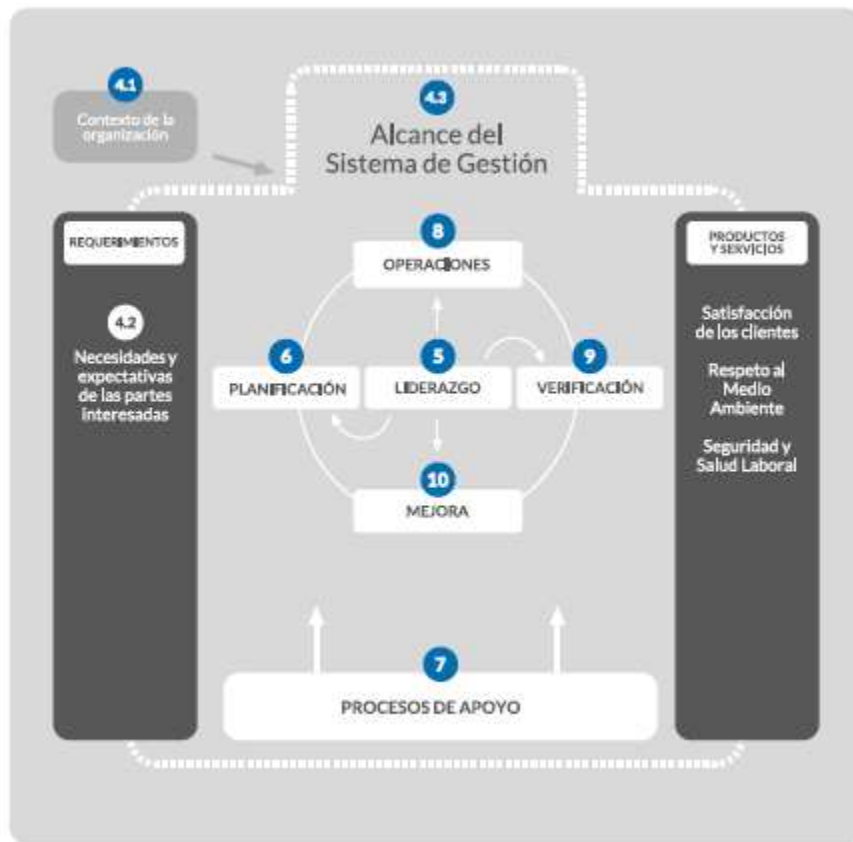 4.1
Contexto de la
organización
4.3
Alcance del
Sistema de Gestión
REQUERIMIENTOS
4.2
Necesidades y
expectativas
de las partes
interesadas
8
OPERACIONES
6
PLANIFICACIÓN
5
LIDERAZGO
9
VERIFICACIÓN
10
MEJORA
7
PROCESOS DE APOYO
PRODUCTOS
Y SERVICIOS
Satisfacción
de los clientes
Respeto al
Medio
Ambiente
Seguridad y
Salud Laboral